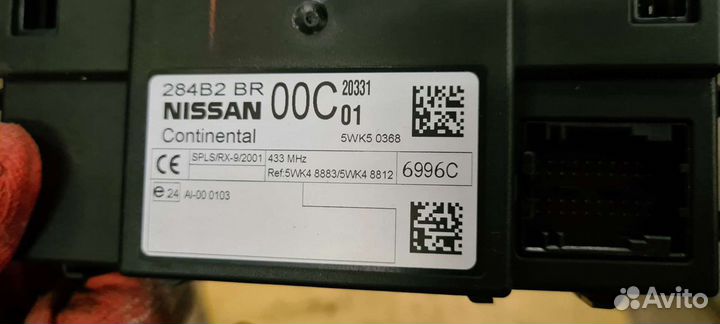 284B2 BR 00C 20331
NISSAN 01
Continental 5WK5 0368
CE SPLS/RX-9/2001 433 MHz
Ref:5WK4 8883/5WK4 8812 6996C
e 24 AI-00 0103
Avito